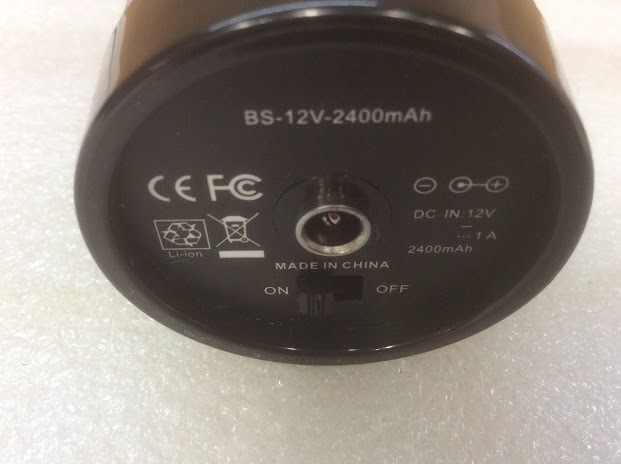 BS-12V-2400mAh
CE FC
Li-ion
DC IN:12V
1 A
2400mAh
MADE IN CHINA
ON OFF